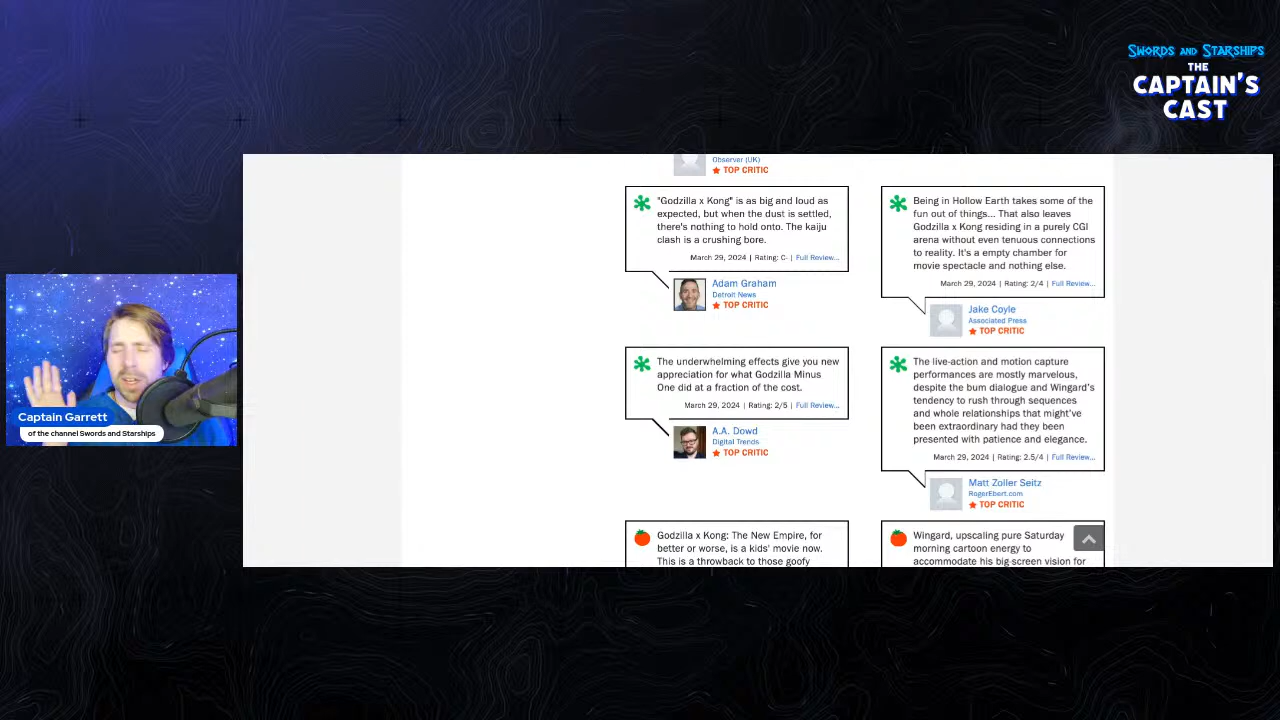 SWORDS AND STARSHIPS
THE
CAPTAIN'S
CAST
Observer (UK)
TOP CRITIC
"Godzilla x Kong" is as big and loud as
expected, but when the dust is settled,
there's nothing to hold onto. The kaiju
clash is a crushing bore.
March 29, 2024 | Rating: C- | Full Review...
Adam Graham
Detroit News
TOP CRITIC
Being in Hollow Earth takes some of the
fun out of things... That also leaves
Godzilla x Kong residing in a purely CGI
arena without even tenuous connections
to reality. It's a empty chamber for
movie spectacle and nothing else.
March 29, 2024 | Rating: 2/4 | Full Review...
Jake Coyle
Associated Press
TOP CRITIC
The underwhelming effects give you new
appreciation for what Godzilla Minus
One did at a fraction of the cost.
March 29, 2024 | Rating: 2/5 | Full Review...
A.A. Dowd
Digital Trends
TOP CRITIC
The live-action and motion capture
performances are mostly marvelous,
despite the bum dialogue and Wingard's
tendency to rush through sequences
and whole relationships that might've
been extraordinary had they been
presented with patience and elegance.
March 29, 2024 | Rating: 2.5/4 | Full Review...
Matt Zoller Seitz
RogerEbert.com
TOP CRITIC
Godzilla x Kong: The New Empire, for
better or worse, is a kids' movie now.
This is a throwback to those goofy
Wingard, upscaling pure Saturday
morning cartoon energy to
accommodate his big-screen vision for
Captain Garrett
of the channel Swords and Starships